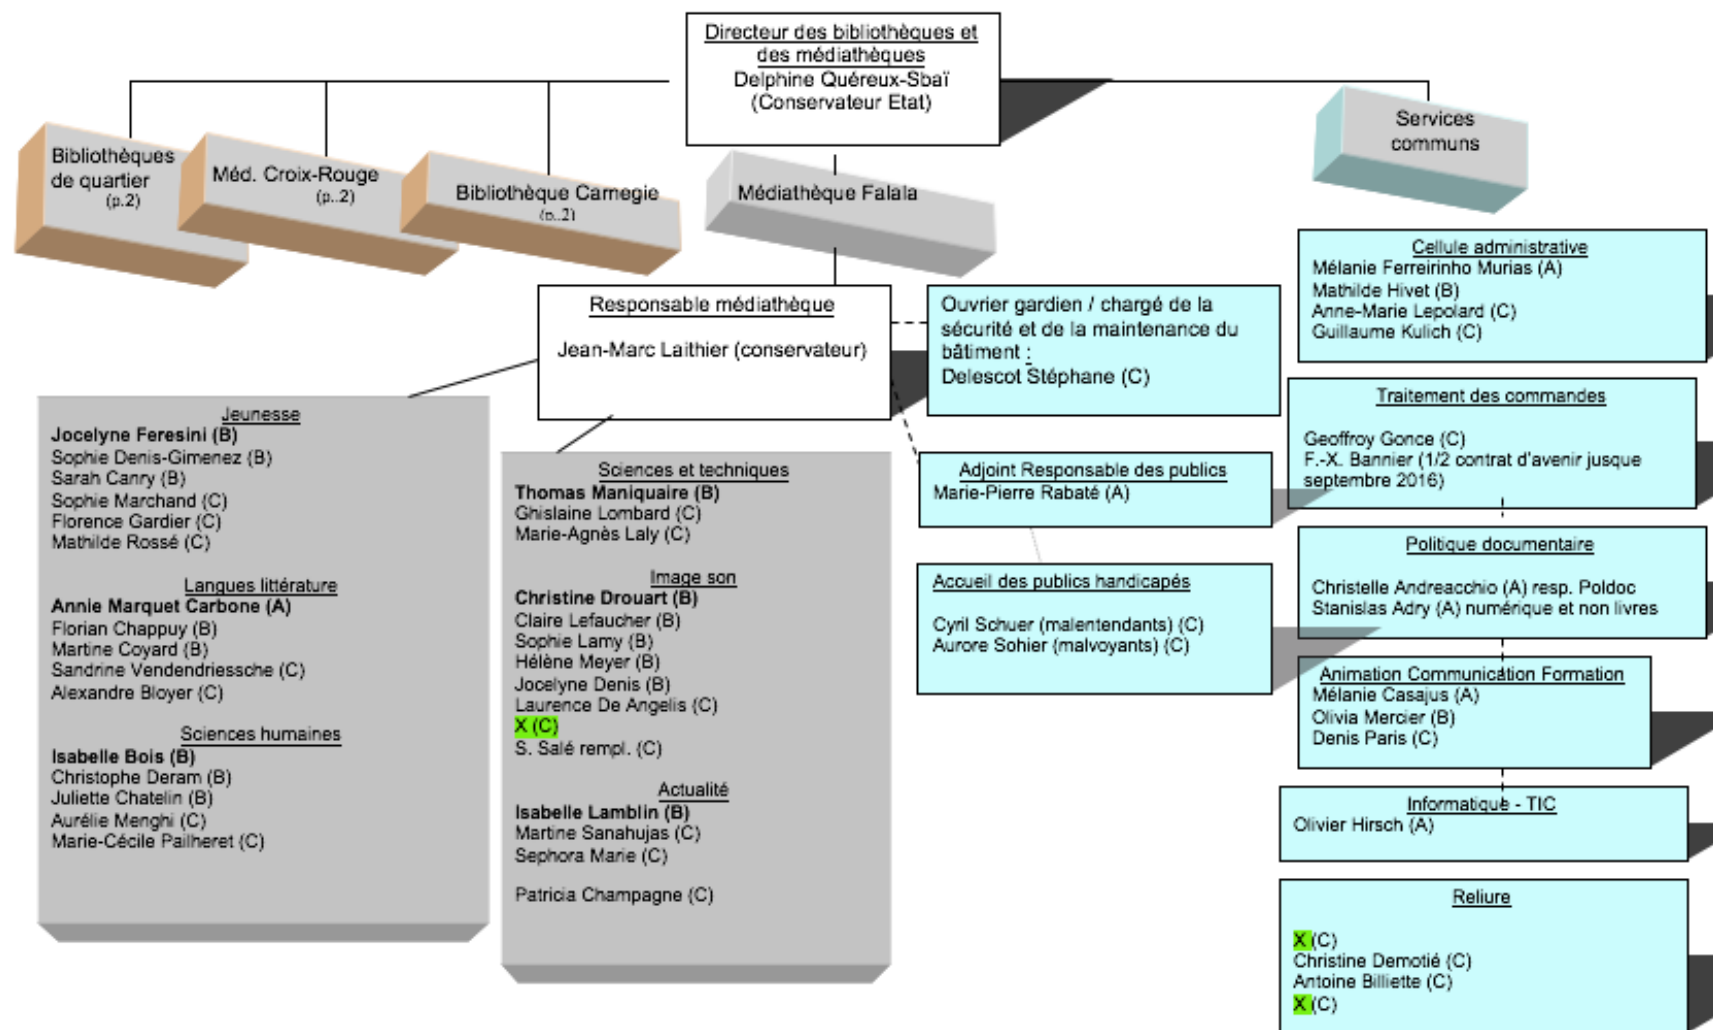 Directeur des bibliothèques et
des médiathèques
Delphine Quéreux-Sbaï
(Conservateur Etat)
Bibliothèques
de quartier
(p.2)
Méd. Croix-Rouge
(p..2)
Bibliothèque Carnegie
(p..2)
Médiathèque Falala
Services
communs
Responsable médiathèque
Jean-Marc Laithier (conservateur)
Ouvrier gardien / chargé de la
sécurité et de la maintenance du
bâtiment :
Delescot Stéphane (C)
Jeunesse
Jocelyne Feresini (B)
Sophie Denis-Gimenez (B)
Sarah Canry (B)
Sophie Marchand (C)
Florence Gardier (C)
Mathilde Rossé (C)
Langues littérature
Annie Marquet Carbone (A)
Florian Chappuy (B)
Martine Coyard (B)
Sandrine Vendendriessche (C)
Alexandre Bloyer (C)
Sciences humaines
Isabelle Bois (B)
Christophe Deram (B)
Juliette Chatelin (B)
Aurélie Menghi (C)
Marie-Cécile Pailheret (C)
Sciences et techniques
Thomas Maniquaire (B)
Ghislaine Lombard (C)
Marie-Agnès Laly (C)
Image son
Christine Drouart (B)
Claire Lefaucher (B)
Sophie Lamy (B)
Hélène Meyer (B)
Jocelyne Denis (B)
Laurence De Angelis (C)
X (C)
S. Salé rempl. (C)
Actualité
Isabelle Lamblin (B)
Martine Sanahujas (C)
Sephora Marie (C)
Patricia Champagne (C)
Adjoint Responsable des publics
Marie-Pierre Rabaté (A)
Accueil des publics handicapés
Cyril Schuer (malentendants) (C)
Aurore Sohier (malvoyants) (C)
Cellule administrative
Mélanie Ferreirinho Murias (A)
Mathilde Hivet (B)
Anne-Marie Lepolard (C)
Guillaume Kulich (C)
Traitement des commandes
Geoffroy Gonce (C)
F.-X. Bannier (1/2 contrat d'avenir jusque
septembre 2016)
Politique documentaire
Christelle Andreacchio (A) resp. Poldoc
Stanislas Adry (A) numérique et non livres
Animation Communication Formation
Mélanie Casajus (A)
Olivia Mercier (B)
Denis Paris (C)
Informatique - TIC
Olivier Hirsch (A)
Reliure
X (C)
Christine Demotié (C)
Antoine Billiette (C)
X (C)